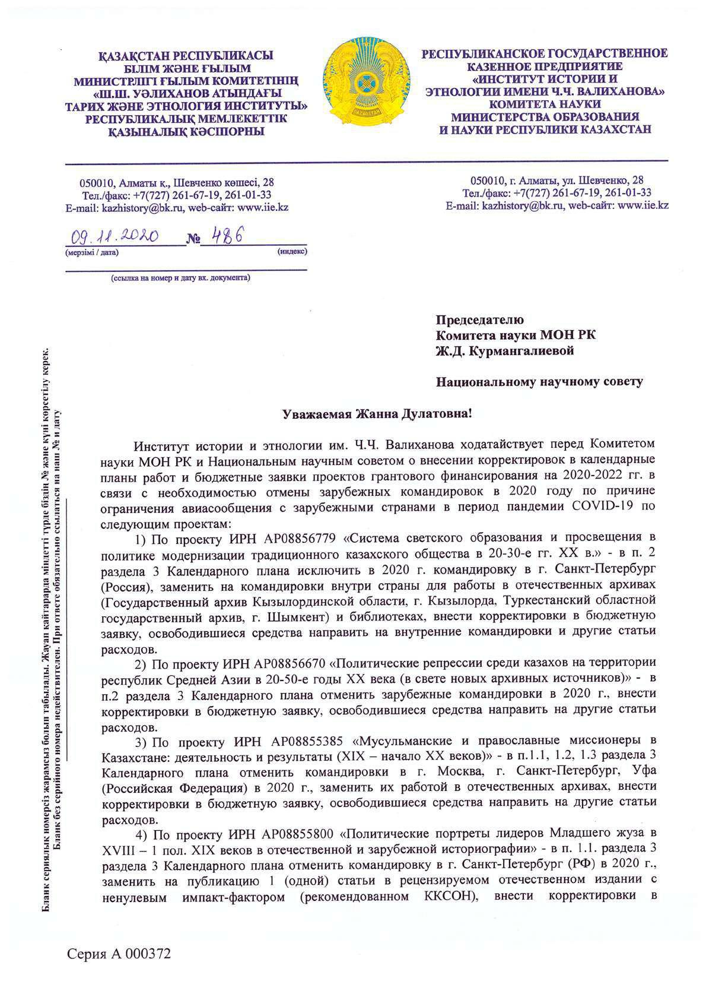 ҚАЗАҚСТАН РЕСПУБЛИКАСЫ
БІЛІМ ЖӘНЕ ҒЫЛЫМ
МИНИСТРЛІГІ ҒЫЛЫМ КОМИТЕТІНІҢ
«Ш.Ш. УӘЛИХАНОВ АТЫНДАҒЫ
ТАРИХ ЖӘНЕ ЭТНОЛОГИЯ ИНСТИТУТЫ»
РЕСПУБЛИКАЛЫҚ МЕМЛЕКЕТТІК
ҚАЗЫНАЛЫҚ КӘСІПОРНЫ
QAZAQSTAN
РЕСПУБЛИКАНСКОЕ ГОСУДАРСТВЕННОЕ
КАЗЕННОЕ ПРЕДПРИЯТИЕ
«ИНСТИТУТ ИСТОРИИ И
ЭТНОЛОГИИ ИМЕНИ Ч.Ч. ВАЛИХАНОВА»
КОМИТЕТА НАУКИ
МИНИСТЕРСТВА ОБРАЗОВАНИЯ
И НАУКИ РЕСПУБЛИКИ КАЗАХСТАН
050010, Алматы қ., Шевченко көшесі, 28
Тел./факс: +7(727) 261-67-19, 261-01-33
E-mail: kazhistory@bk.ru, web-сайт: www.iie.kz
050010, г. Алматы, ул. Шевченко, 28
Тел./факс: +7(727) 261-67-19, 261-01-33
E-mail: kazhistory@bk.ru, web-сайт: www.iie.kz
09.11.2020 № 486
(мерзімі / дата) (индекс)
(ссылка на номер и дату вх. документа)
Председателю
Комитета науки МОН РК
Ж.Д. Курмангалиевой
Национальному научному совету
Уважаемая Жанна Дулатовна!
Институт истории и этнологии им. Ч.Ч. Валиханова ходатайствует перед Комитетом
науки МОН РК и Национальным научным советом о внесении корректировок в календарные
планы работ и бюджетные заявки проектов грантового финансирования на 2020-2022 гг. в
связи с необходимостью отмены зарубежных командировок в 2020 году по причине
ограничения авиасообщения с зарубежными странами в период пандемии COVID-19 по
следующим проектам:
1) По проекту ИРН AP08856779 «Система светского образования и просвещения в
политике модернизации традиционного казахского общества в 20-30-е гг. XX в.» - в п. 2
раздела 3 Календарного плана исключить в 2020 г. командировку в г. Санкт-Петербург
(Россия), заменить на командировки внутри страны для работы в отечественных архивах
(Государственный архив Кызылординской области, г. Кызылорда, Туркестанский областной
государственный архив, г. Шымкент) и библиотеках, внести корректировки в бюджетную
заявку, освободившиеся средства направить на внутренние командировки и другие статьи
расходов.
2) По проекту ИРН AP08856670 «Политические репрессии среди казахов на территории
республик Средней Азии в 20-50-е годы XX века (в свете новых архивных источников)» - в
п.2 раздела 3 Календарного плана отменить зарубежные командировки в 2020 г., внести
корректировки в бюджетную заявку, освободившиеся средства направить на другие статьи
расходов.
3) По проекту ИРН AP08855385 «Мусульманские и православные миссионеры в
Казахстане: деятельность и результаты (XIX – начало XX веков)» - в п.1.1, 1.2, 1.3 раздела 3
Календарного плана отменить командировки в г. Москва, г. Санкт-Петербург, Уфа
(Российская Федерация) в 2020 г., заменить их работой в отечественных архивах, внести
корректировки в бюджетную заявку, освободившиеся средства направить на другие статьи
расходов.
4) По проекту ИРН AP08855800 «Политические портреты лидеров Младшего жуза в
XVIII – 1 пол. XIX веков в отечественной и зарубежной историографии» - в п. 1.1. раздела 3
раздела 3 Календарного плана отменить командировку в г. Санкт-Петербург (РФ) в 2020 г.,
заменить на публикацию 1 (одной) статьи в рецензируемом отечественном издании с
ненулевым импакт-фактором (рекомендованном ККСОН), внести корректировки в
Бланк сериялық номерсіз жарамсыз болып табылады. Жауап қайтарарда міндетті түрде біздің № және күні көрсетілу керек.
Бланк без серийного номера недействителен. При ответе обязательно ссылаться на наш № и дату
Серия А 000372